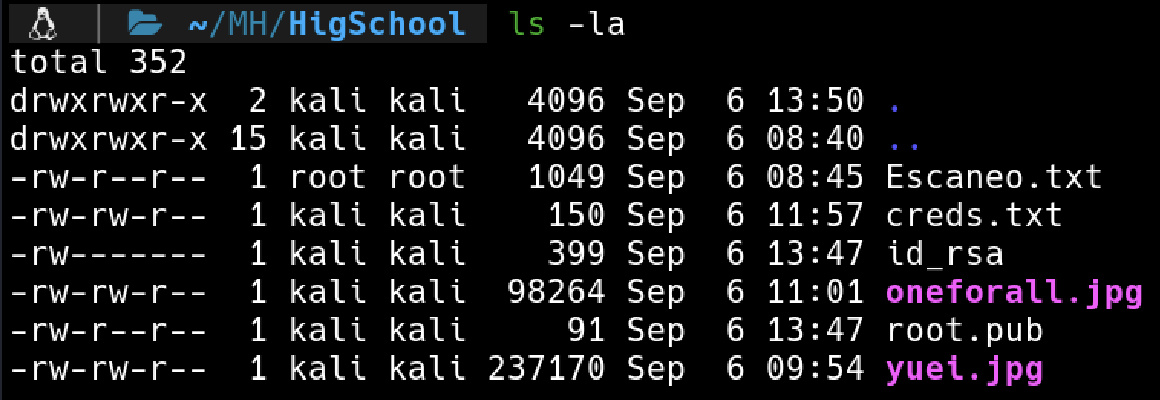 ~/MH/HigSchool ls -la
total 352
drwxrwxr-x 2 kali kali 4096 Sep 6 13:50 .
drwxrwxr-x 15 kali kali 4096 Sep 6 08:40 ..
-rw-r--r-- 1 root root 1049 Sep 6 08:45 Escaneo.txt
-rw-rw-r-- 1 kali kali 150 Sep 6 11:57 creds.txt
-rw------- 1 kali kali 399 Sep 6 13:47 id_rsa
-rw-rw-r-- 1 kali kali 98264 Sep 6 11:01 oneforall.jpg
-rw-r--r-- 1 kali kali 91 Sep 6 13:47 root.pub
-rw-rw-r-- 1 kali kali 237170 Sep 6 09:54 yuei.jpg